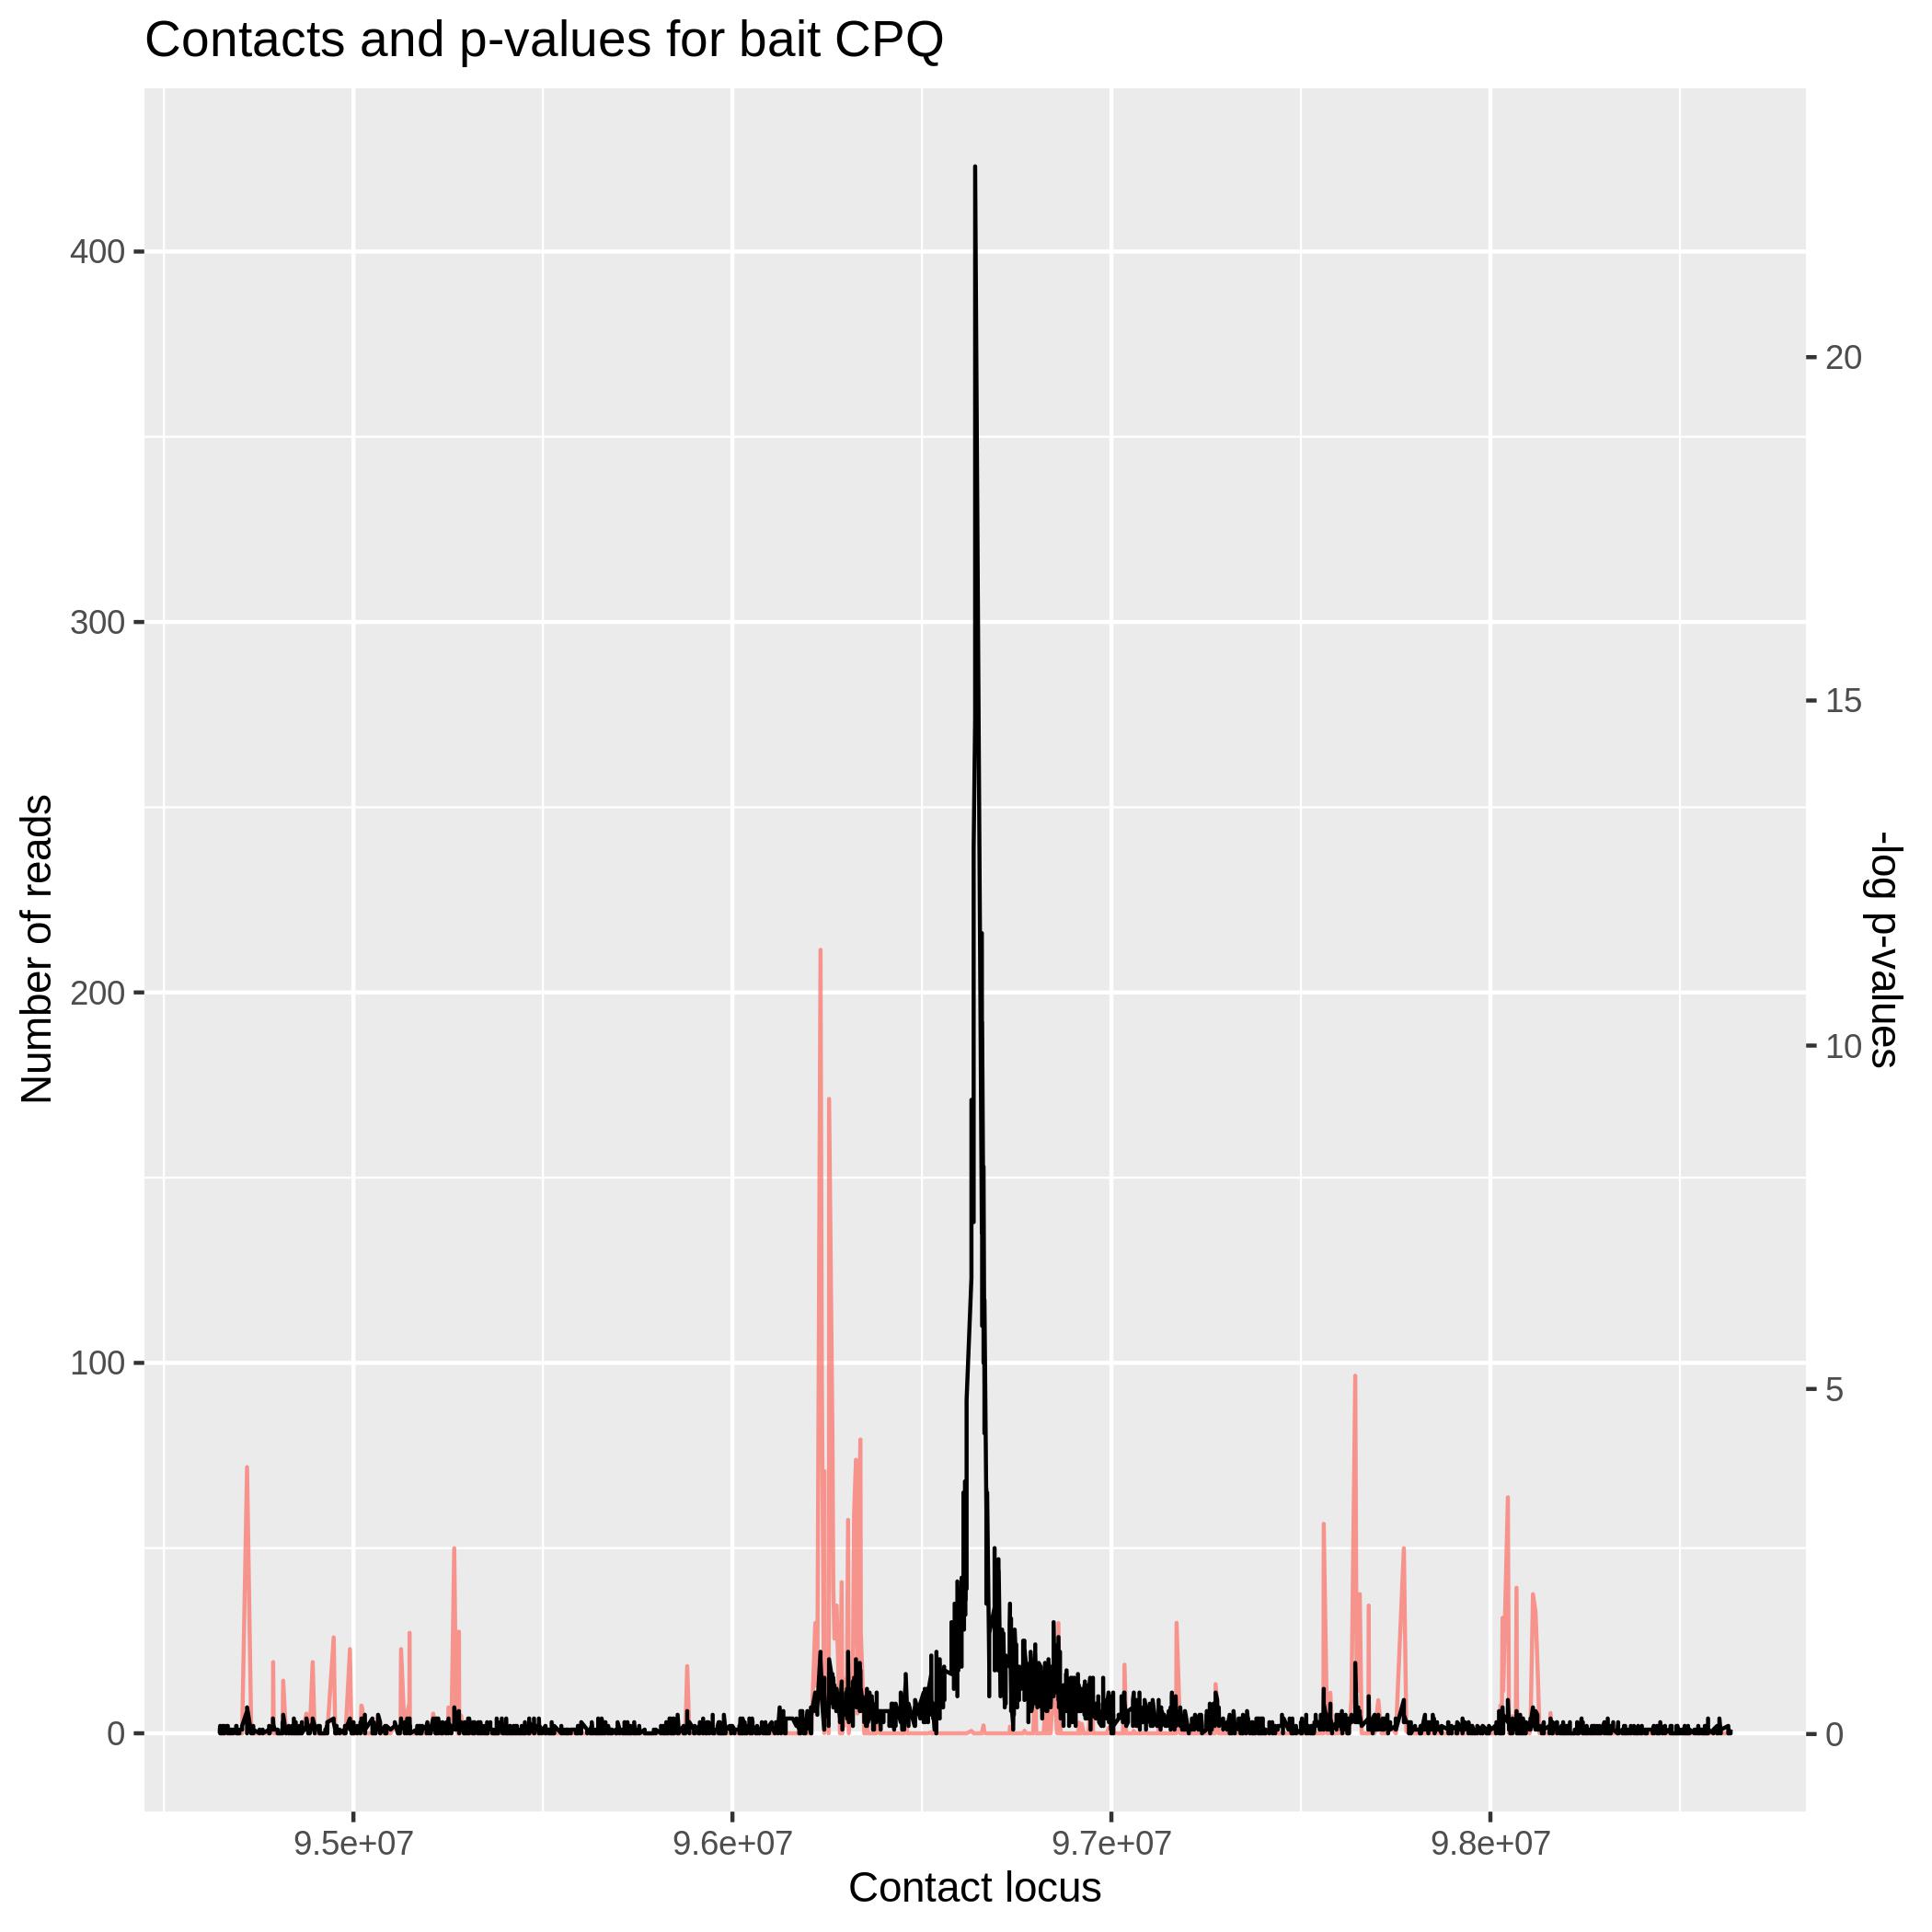 Contacts and p-values for bait CPQ
400
300
200
100
0
Number of reads
20
15
10
5
0
-log p-values
9.5e+07
9.6e+07
9.7e+07
9.8e+07
Contact locus